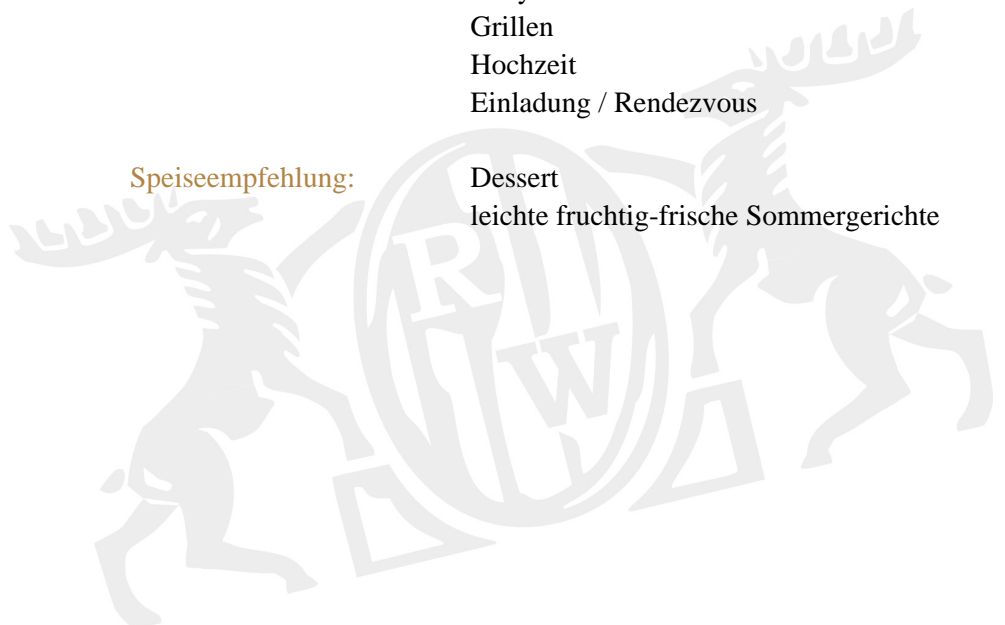 Grillen
Hochzeit
Einladung / Rendezvous
Speiseempfehlung: Dessert
leichte fruchtig-frische Sommergerichte
R W